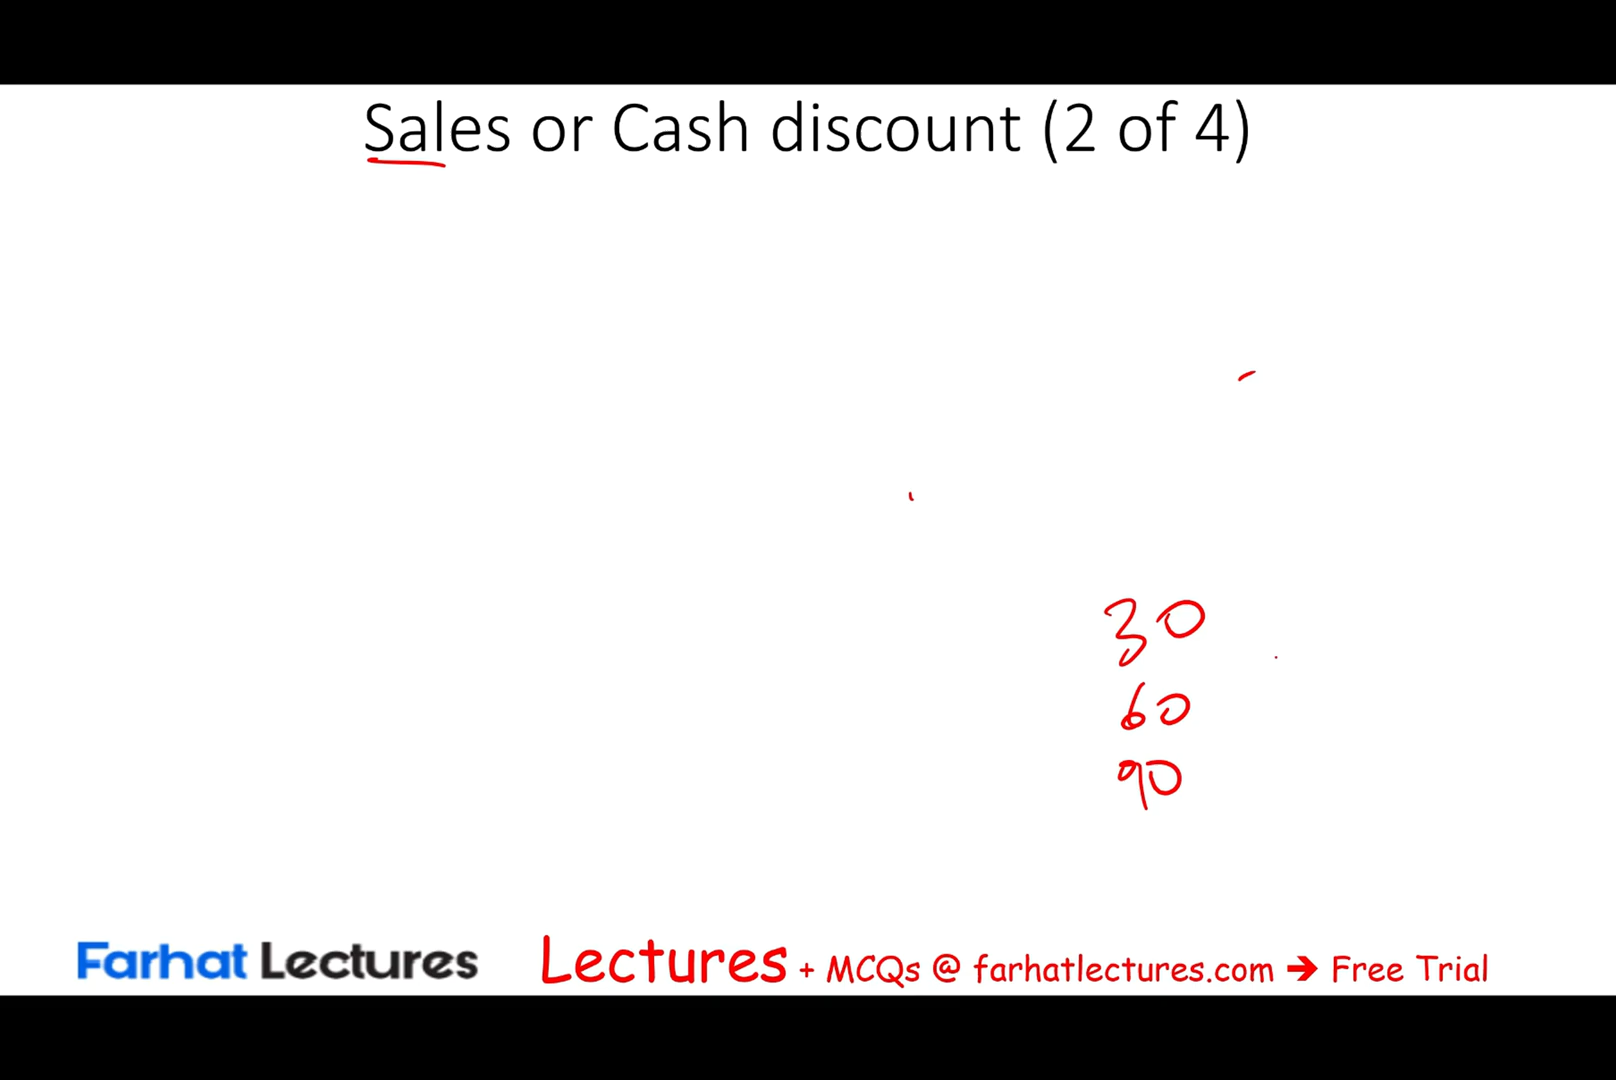 Sales or Cash discount (2 of 4)
30
60
90
Farhat Lectures
Lectures + MCQs @ farhatlectures.com → Free Trial